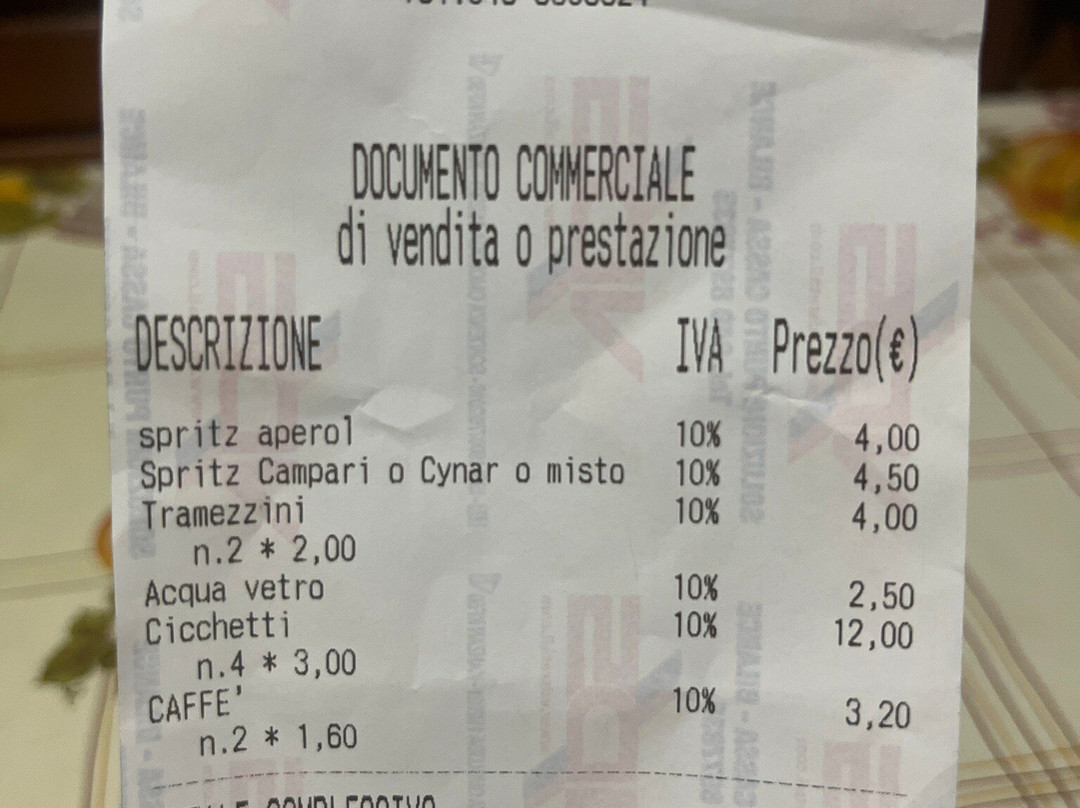 DOCUMENTO COMMERCIALE
di vendita o prestazione
DESCRIZIONE IVA Prezzo(€)
spritz aperol 10% 4,00
Spritz Campari o Cynar o misto 10% 4,50
Tramezzini 10% 4,00
n.2 * 2,00
Acqua vetro 10% 2,50
Cicchetti 10% 12,00
n.4 * 3,00
CAFFE' 10% 3,20
n.2 * 1,60